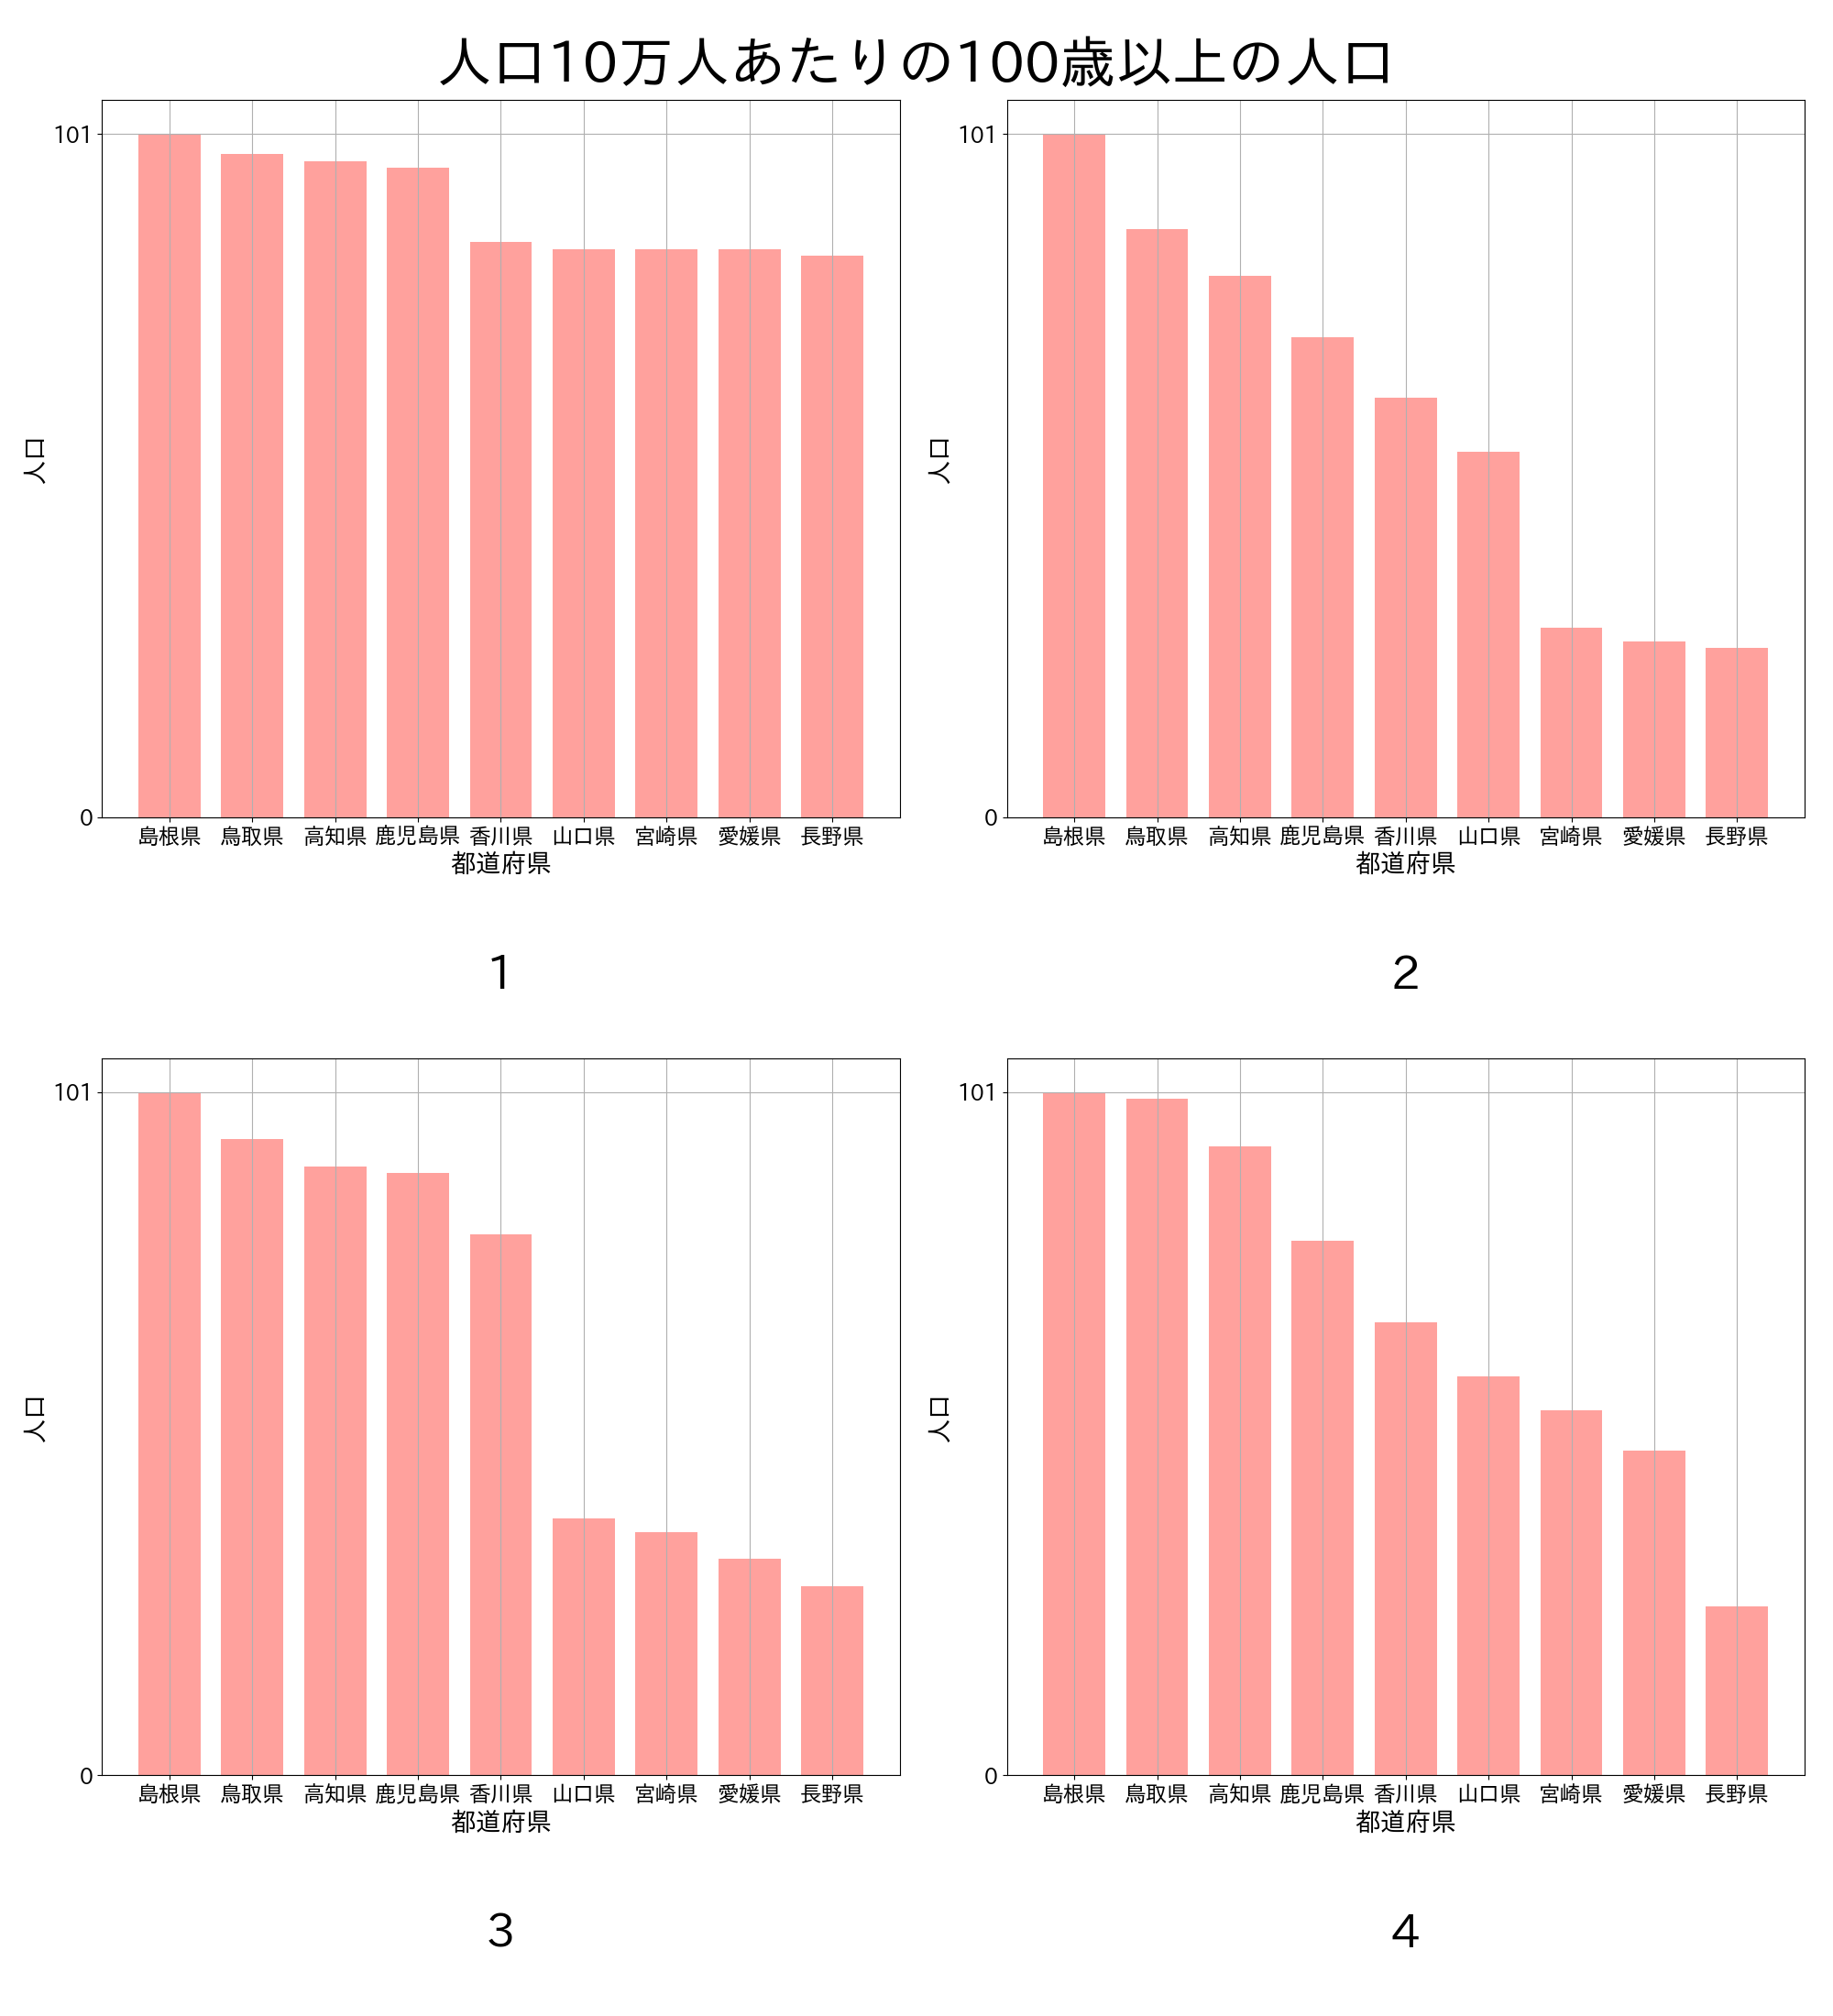 人口10万人あたりの100歳以上の人口
101
0
人口
島根県 鳥取県 高知県 鹿児島県 香川県 山口県 宮崎県 愛媛県 長野県
都道府県
1
101
0
人口
島根県 鳥取県 高知県 鹿児島県 香川県 山口県 宮崎県 愛媛県 長野県
都道府県
2
101
0
人口
島根県 鳥取県 高知県 鹿児島県 香川県 山口県 宮崎県 愛媛県 長野県
都道府県
3
101
0
人口
島根県 鳥取県 高知県 鹿児島県 香川県 山口県 宮崎県 愛媛県 長野県
都道府県
4